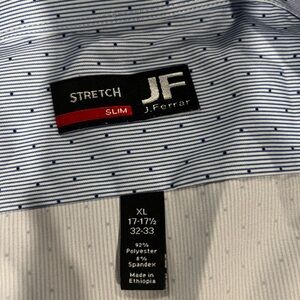 STRETCH
SLIM
JF
J.Ferrar
XL
17-17½
32-33
92%
Polyester
8%
Spandex
Made in
Ethiopia